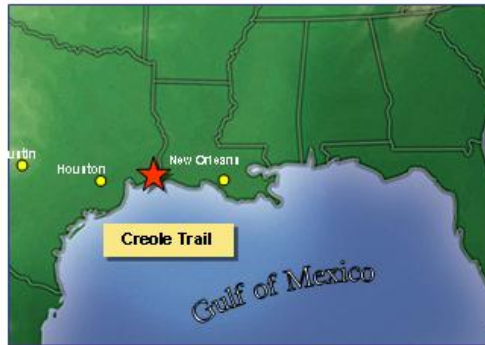 ustin
Houston
New Orleans
Creole Trail
Gulf of Mexico